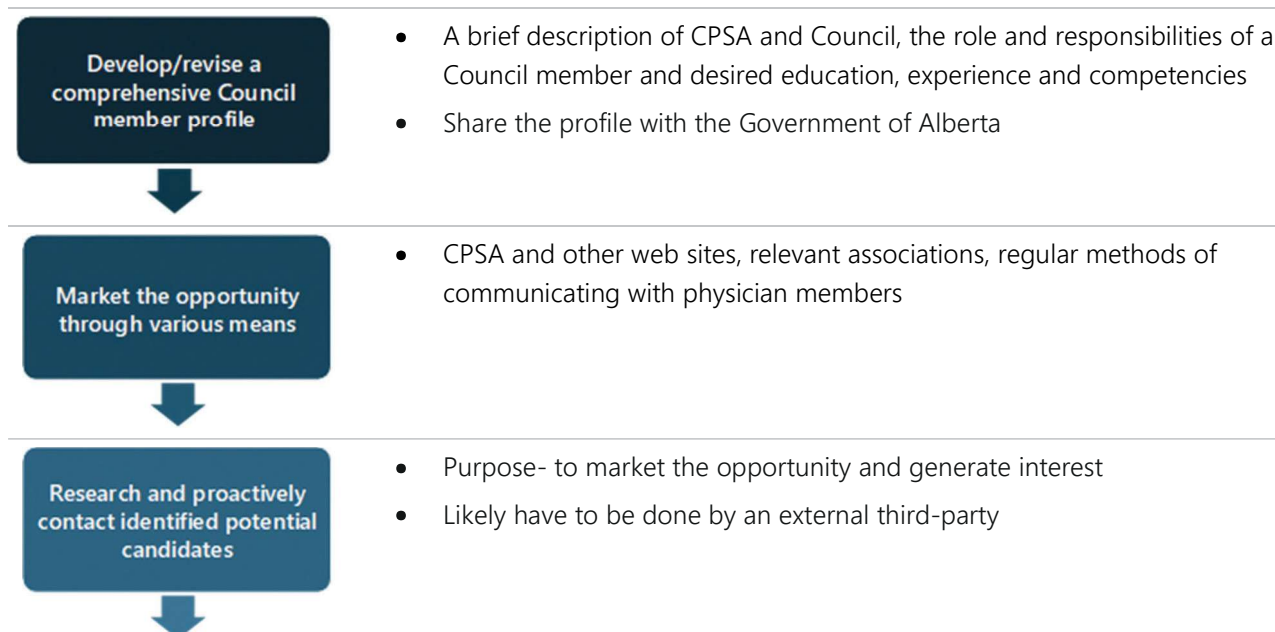 Develop/revise a
comprehensive Council
member profile
• A brief description of CPSA and Council, the role and responsibilities of a
Council member and desired education, experience and competencies
• Share the profile with the Government of Alberta
Market the opportunity
through various means
• CPSA and other web sites, relevant associations, regular methods of
communicating with physician members
Research and proactively
contact identified potential
candidates
• Purpose- to market the opportunity and generate interest
• Likely have to be done by an external third-party